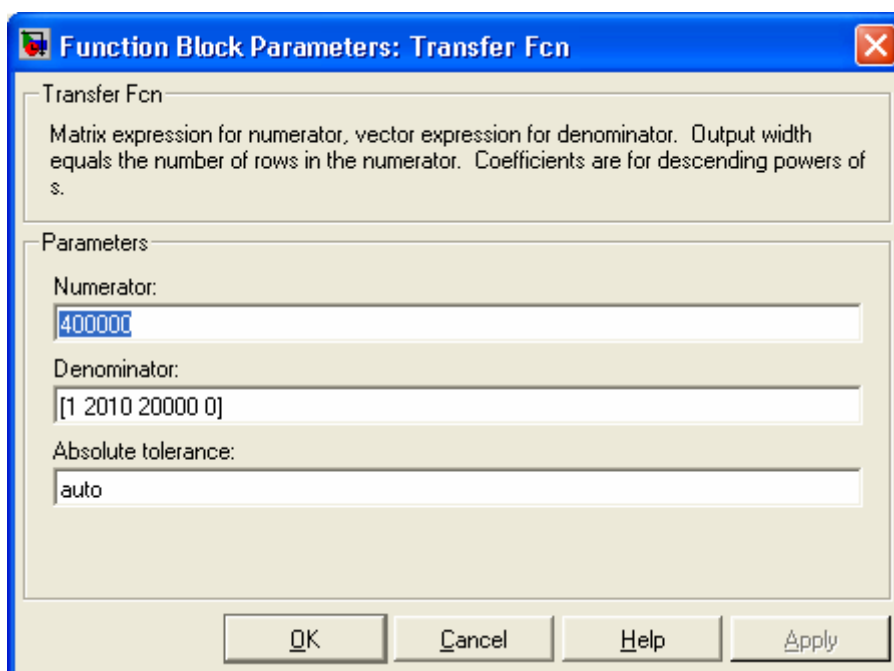 Function Block Parameters: Transfer Fcn
Transfer Fcn
Matrix expression for numerator, vector expression for denominator.  Output width
equals the number of rows in the numerator.  Coefficients are for descending powers of
s.
Parameters
Numerator:
400000
Denominator:
[1 2010 20000 0]
Absolute tolerance:
auto
OK
Cancel
Help
Apply